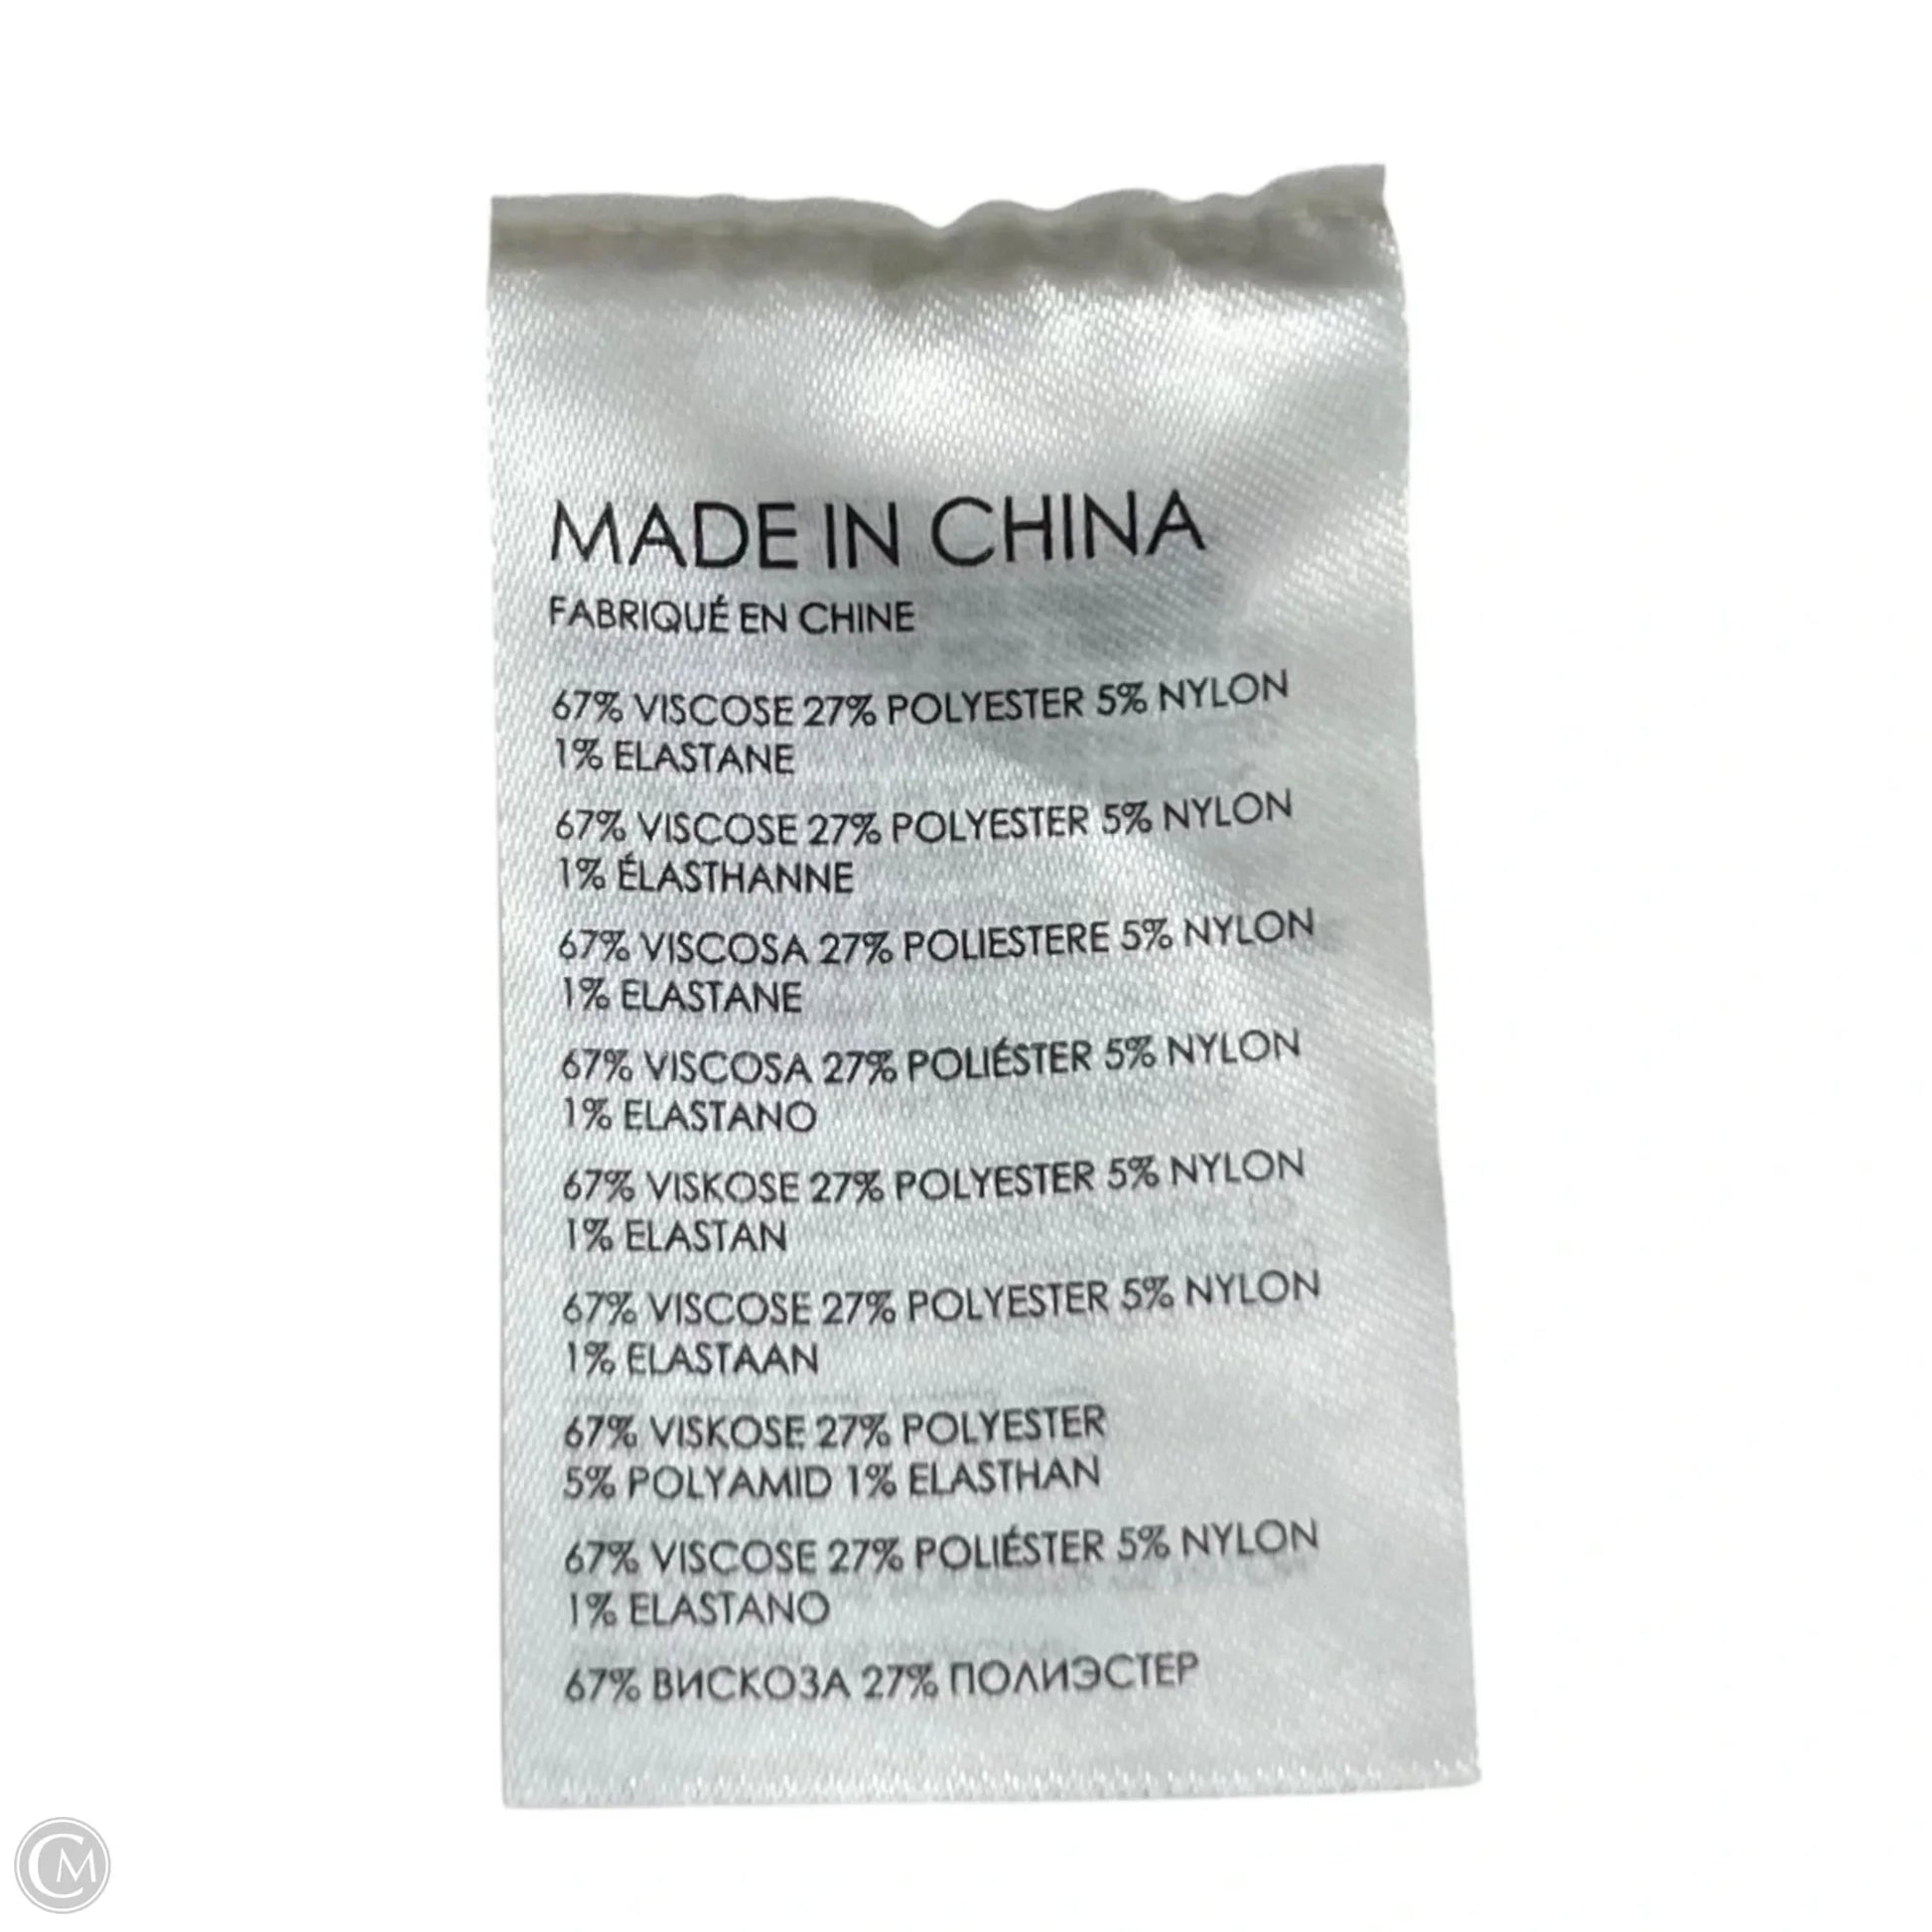 MADE IN CHINA
FABRIQUÉ EN CHINE
67% VISCOSE 27% POLYESTER 5% NYLON
1% ELASTANE
67% VISCOSE 27% POLYESTER 5% NYLON
1% ÉLASTHANNE
67% VISCOSA 27% POLIESTERE 5% NYLON
1% ELASTANE
67% VISCOSA 27% POLIÉSTER 5% NYLON
1% ELASTANO
67% VISKOSE 27% POLYESTER 5% NYLON
1% ELASTAN
67% VISCOSE 27% POLYESTER 5% NYLON
1% ELASTAAN
67% VISKOSE 27% POLYESTER
5% POLYAMID 1% ELASTHAN
67% VISCOSE 27% POLIÉSTER 5% NYLON
1% ELASTANO
67% ВИСКОЗА 27% ПОЛИЭСТЕР
CM